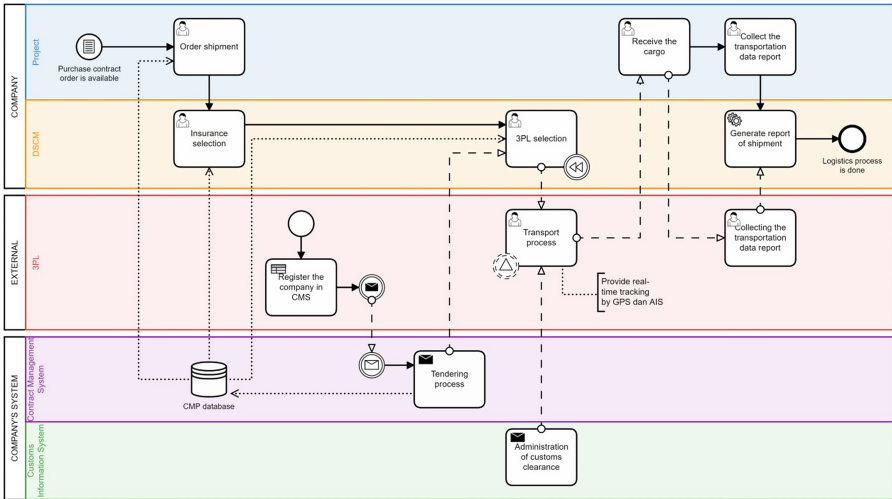 COMPANY
Project
Purchase contract
order is available
Order shipment
Receive the
cargo
Collect the
transportation
data report
DSCM
Insurance
selection
3PL selection
Generate report
of shipment
Logistics process
is done
EXTERNAL
3PL
Register the
company in
CMS
Transport
process
Collecting the
transportation
data report
Provide real-
time tracking
by GPS dan AIS
COMPANY'S SYSTEM
Contract Management
System
CMP database
Tendering
process
Customs
Information System
Administration
of customs
clearance